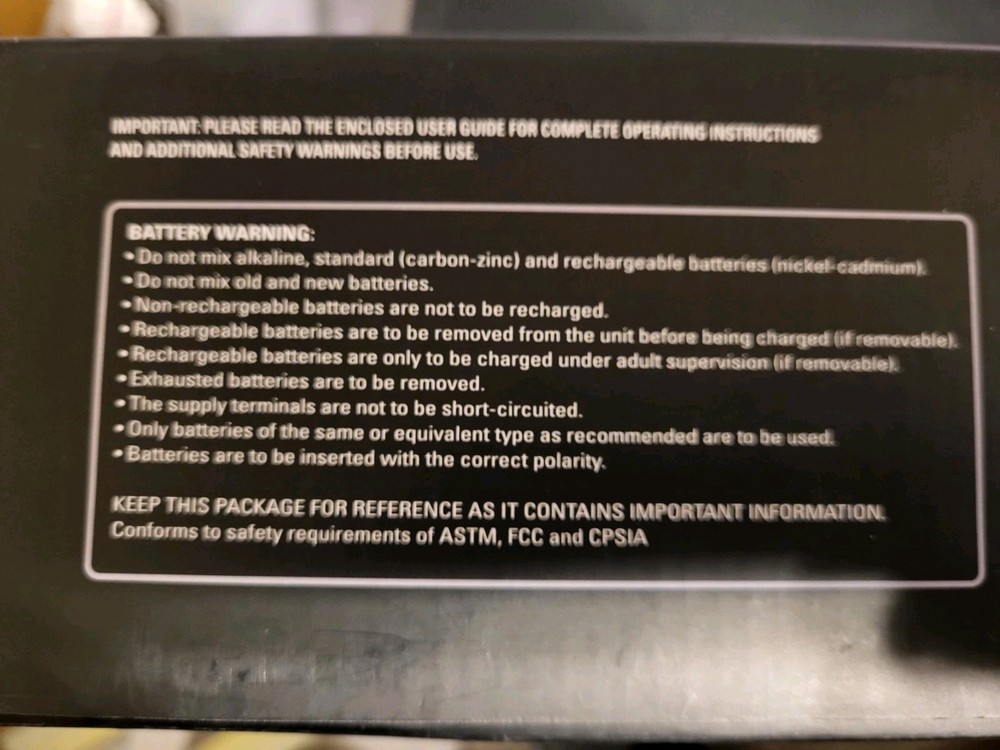 IMPORTANT: PLEASE READ THE ENCLOSED USER GUIDE FOR COMPLETE OPERATING INSTRUCTIONS
AND ADDITIONAL SAFETY WARNINGS BEFORE USE.
BATTERY WARNING:
• Do not mix alkaline, standard (carbon-zinc) and rechargeable batteries (nickel-cadmium).
• Do not mix old and new batteries.
• Non-rechargeable batteries are not to be recharged.
• Rechargeable batteries are to be removed from the unit before being charged (if removable).
• Rechargeable batteries are only to be charged under adult supervision (if removable).
• Exhausted batteries are to be removed.
• The supply terminals are not to be short-circuited.
• Only batteries of the same or equivalent type as recommended are to be used.
• Batteries are to be inserted with the correct polarity.
KEEP THIS PACKAGE FOR REFERENCE AS IT CONTAINS IMPORTANT INFORMATION.
Conforms to safety requirements of ASTM, FCC and CPSIA